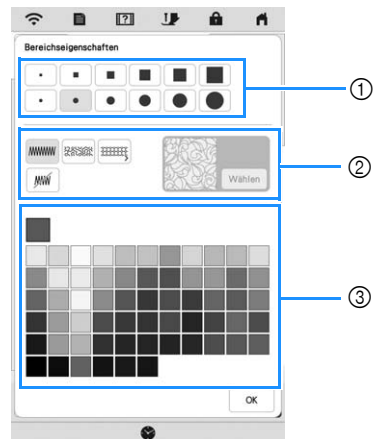 Bereichseigenschaften
①
②
Wählen
③
OK